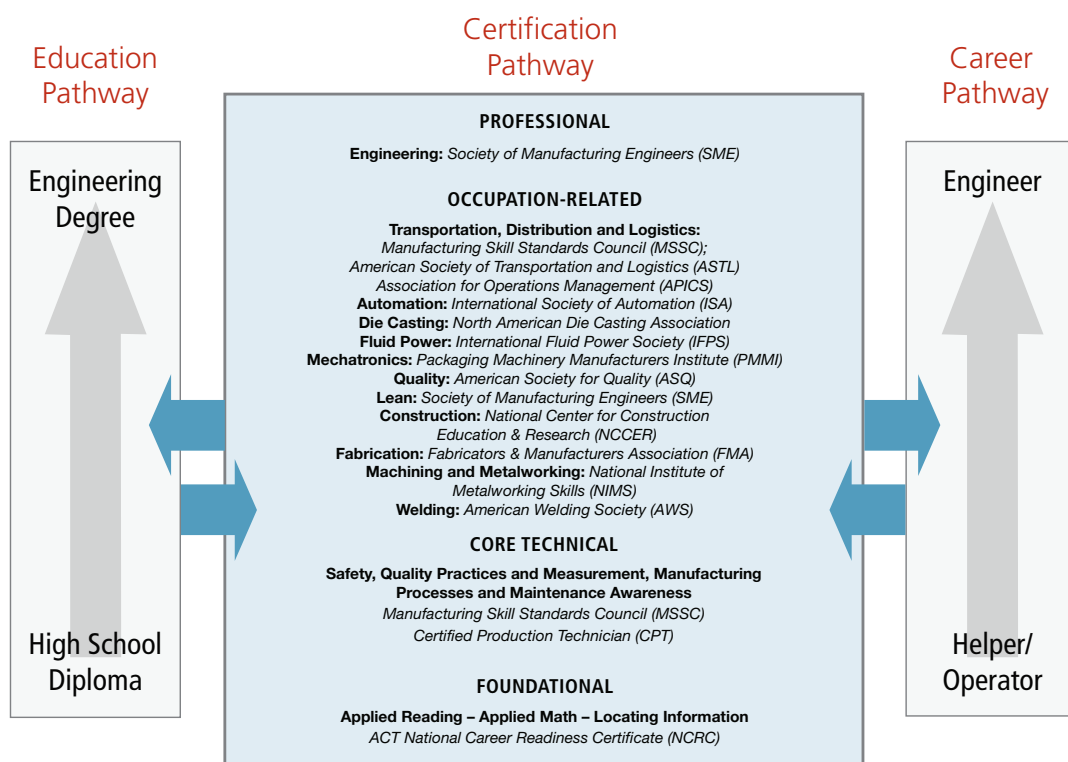 Education
Pathway
Engineering
Degree
High School
Diploma
Certification
Pathway
PROFESSIONAL
Engineering: Society of Manufacturing Engineers (SME)
OCCUPATION-RELATED
Transportation, Distribution and Logistics:
Manufacturing Skill Standards Council (MSSC);
American Society of Transportation and Logistics (ASTL)
Association for Operations Management (APICS)
Automation: International Society of Automation (ISA)
Die Casting: North American Die Casting Association
Fluid Power: International Fluid Power Society (IFPS)
Mechatronics: Packaging Machinery Manufacturers Institute (PMMI)
Quality: American Society for Quality (ASQ)
Lean: Society of Manufacturing Engineers (SME)
Construction: National Center for Construction
Education & Research (NCCER)
Fabrication: Fabricators & Manufacturers Association (FMA)
Machining and Metalworking: National Institute of
Metalworking Skills (NIMS)
Welding: American Welding Society (AWS)
CORE TECHNICAL
Safety, Quality Practices and Measurement, Manufacturing
Processes and Maintenance Awareness
Manufacturing Skill Standards Council (MSSC)
Certified Production Technician (CPT)
FOUNDATIONAL
Applied Reading – Applied Math – Locating Information
ACT National Career Readiness Certificate (NCRC)
Career
Pathway
Engineer
Helper/
Operator